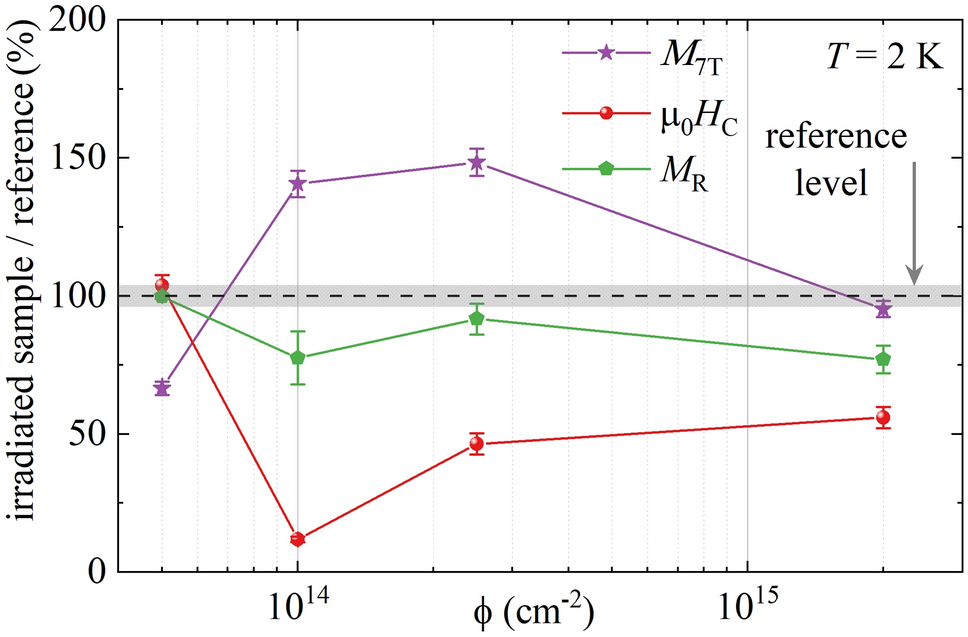 irradiated sample / reference (%)
200
150
100
50
0
M7T
μ0HC
MR
T = 2 K
reference
level
10^14
ϕ (cm^-2)
10^15